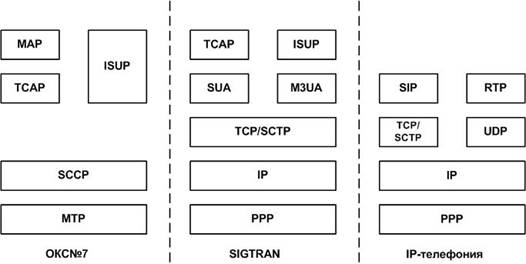 MAP
ISUP
TCAP
SCCP
MTP
ОКС№7
TCAP
ISUP
SUA
M3UA
TCP/SCTP
IP
PPP
SIGTRAN
SIP
RTP
TCP/
SCTP
UDP
IP
PPP
IP-телефония